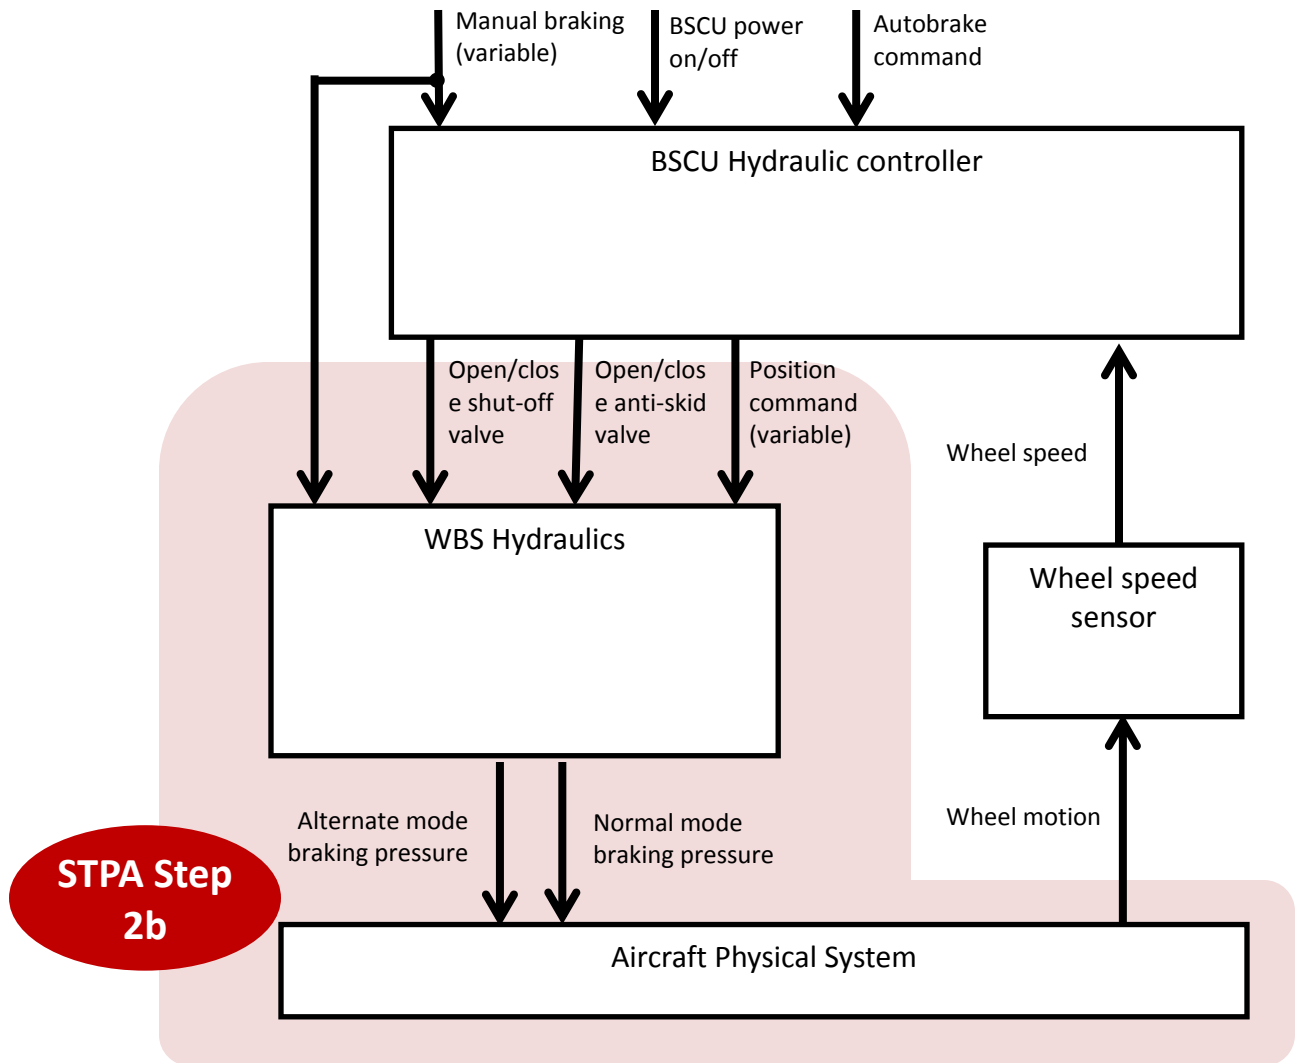 Manual braking
(variable)
BSCU power
on/off
Autobrake
command
BSCU Hydraulic controller
Open/clos
e shut-off
valve
Open/clos
e anti-skid
valve
Position
command
(variable)
Wheel speed
WBS Hydraulics
Wheel speed
sensor
Alternate mode
braking pressure
Normal mode
braking pressure
Wheel motion
STPA Step
2b
Aircraft Physical System